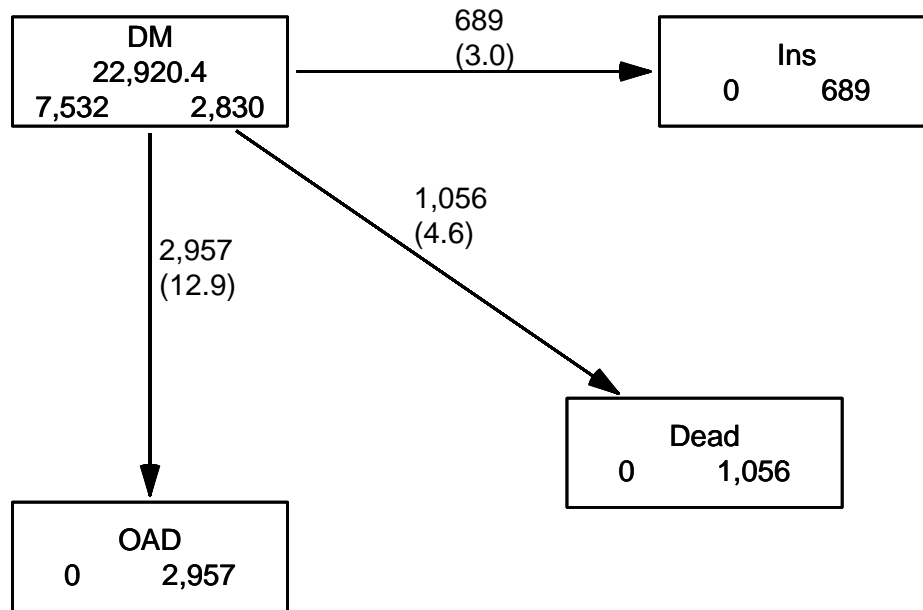 DM
22,920.4
7,532 2,830
689
(3.0)
Ins
0 689
1,056
(4.6)
2,957
(12.9)
Dead
0 1,056
OAD
0 2,957